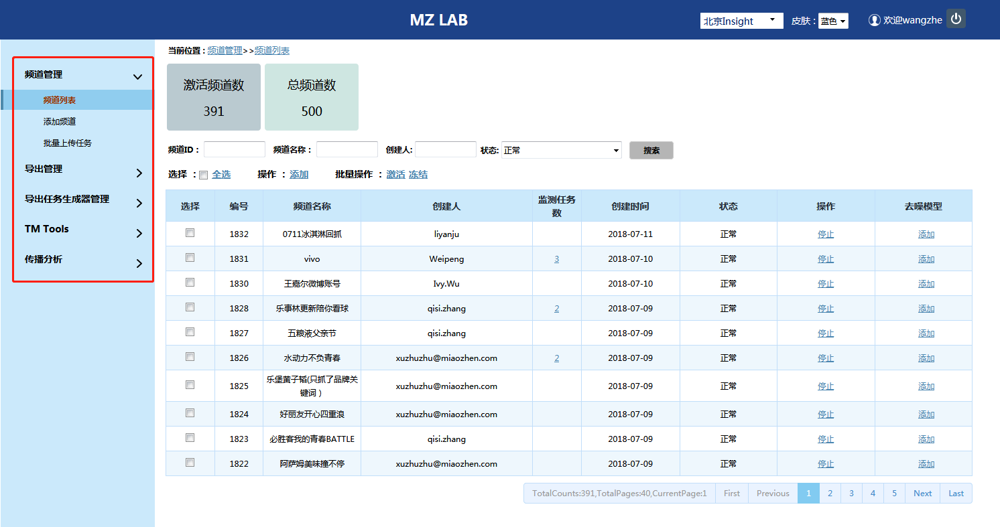 MZ LAB
北京Insight
皮肤：
蓝色
欢迎wangzhe
频道管理
频道列表
添加频道
批量上传任务
导出管理
导出任务生成器管理
TM Tools
传播分析
当前位置：频道管理>>频道列表
激活频道数
391
总频道数
500
频道ID： 频道名称： 创建人: 状态: 正常 搜索
选择 ： 全选 操作 ：添加 批量操作 ：激活 冻结
选择 编号 频道名称 创建人 监测任务数 创建时间 状态 操作 去噪模型
1832 0711冰淇淋回抓 liyanju 2018-07-11 正常 停止 添加
1831 vivo Weipeng 3 2018-07-10 正常 停止 添加
1830 王嘉尔微博账号 Ivy.Wu 2018-07-10 正常 停止 添加
1828 乐事林更新陪你看球 qisi.zhang 2 2018-07-09 正常 停止 添加
1827 五粮液父亲节 qisi.zhang 2018-07-09 正常 停止 添加
1826 水动力不负青春 xuzhuzhu@miaozhen.com 2 2018-07-09 正常 停止 添加
1825 乐堡黄子韬(只抓了品牌关键词 ) xuzhuzhu@miaozhen.com 2018-07-09 正常 停止 添加
1824 好丽友开心四重浪 xuzhuzhu@miaozhen.com 2018-07-09 正常 停止 添加
1823 必胜客我的青春BATTLE qisi.zhang 2018-07-09 正常 停止 添加
1822 阿萨姆美味撞不停 xuzhuzhu@miaozhen.com 2018-07-09 正常 停止 添加
TotalCounts:391,TotalPages:40,CurrentPage:1 First Previous 1 2 3 4 5 Next Last